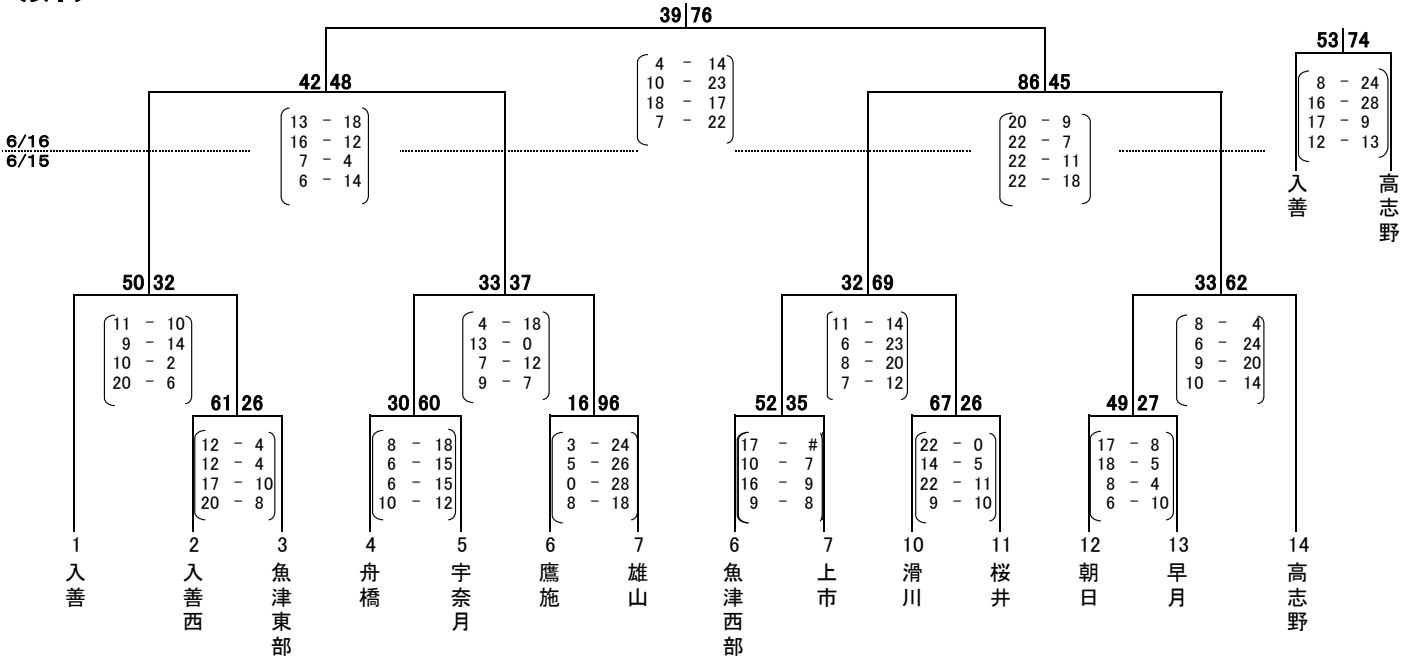 39 76
4 - 14
10 - 23
18 - 17
7 - 22
53 74
8 - 24
16 - 28
17 - 9
12 - 13
入善
高志野
42 48
13 - 18
16 - 12
7 - 4
6 - 14
86 45
20 - 9
22 - 7
22 - 11
22 - 18
6/16
6/15
50 32
11 - 10
9 - 14
10 - 2
20 - 6
33 37
4 - 18
13 - 0
7 - 12
9 - 7
32 69
11 - 14
6 - 23
8 - 20
7 - 12
33 62
8 - 4
6 - 24
9 - 20
10 - 14
61 26
12 - 4
12 - 4
17 - 10
20 - 8
30 60
8 - 18
6 - 15
6 - 15
10 - 12
16 96
3 - 24
5 - 26
0 - 28
8 - 18
52 35
17 - #
10 - 7
16 - 9
9 - 8
67 26
22 - 0
14 - 5
22 - 11
9 - 10
49 27
17 - 8
18 - 5
8 - 4
6 - 10
1
入善
2
入善西
3
魚津東部
4
舟橋
5
宇奈月
6
鷹施
7
雄山
6
魚津西部
7
上市
10
滑川
11
桜井
12
朝日
13
早月
14
高志野